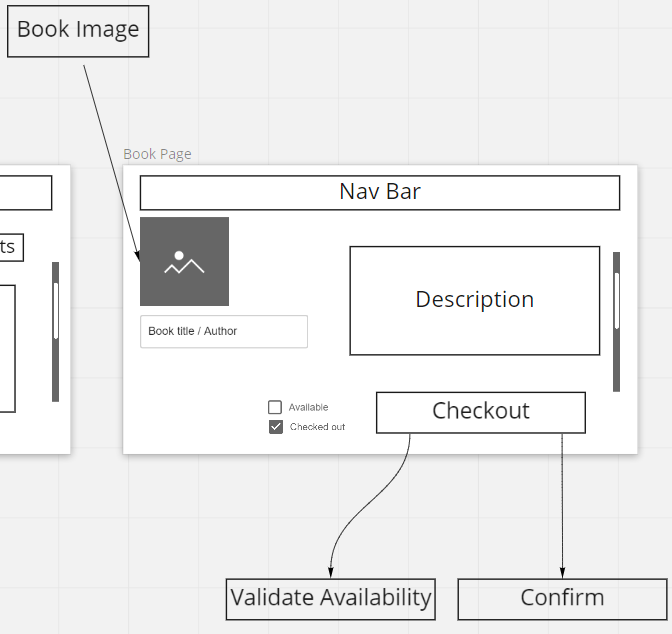 Book Image
Book Page
Nav Bar
ts
Description
Book title / Author
Available
Checked out
Checkout
Validate Availability
Confirm